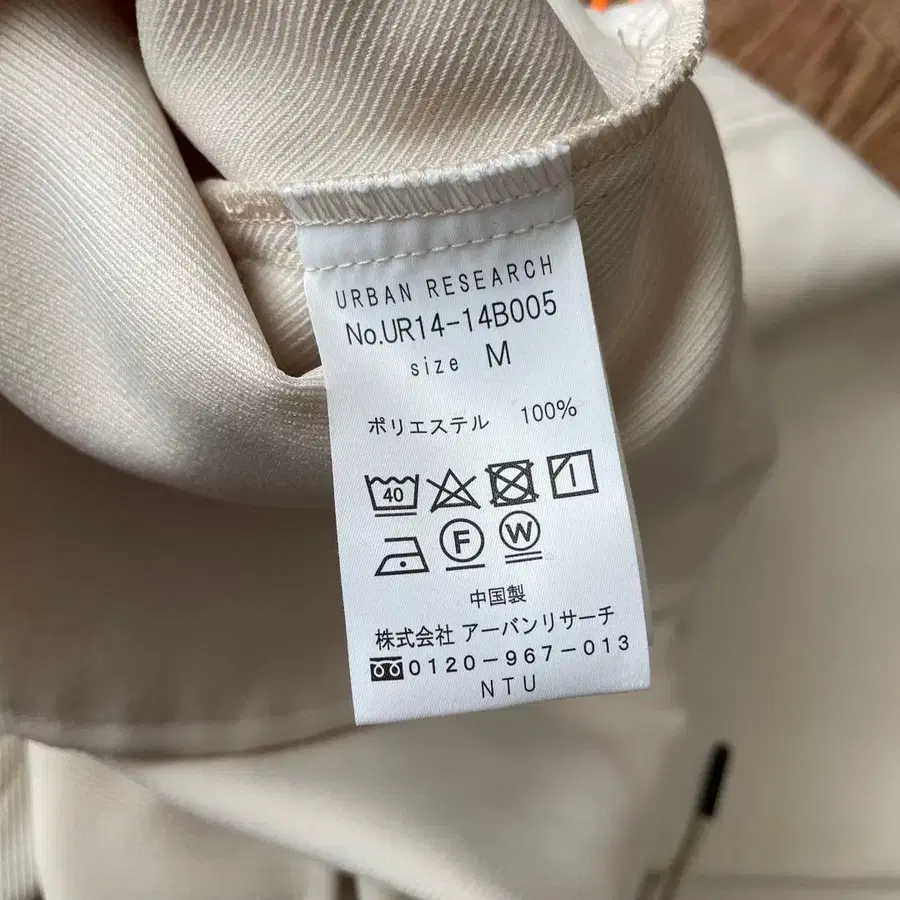 URBAN RESEARCH
No.UR14-14B005
size M
ポリエステル 100%
40
F W
中国製
株式会社 アーバンリサーチ
0120-967-013
NTU